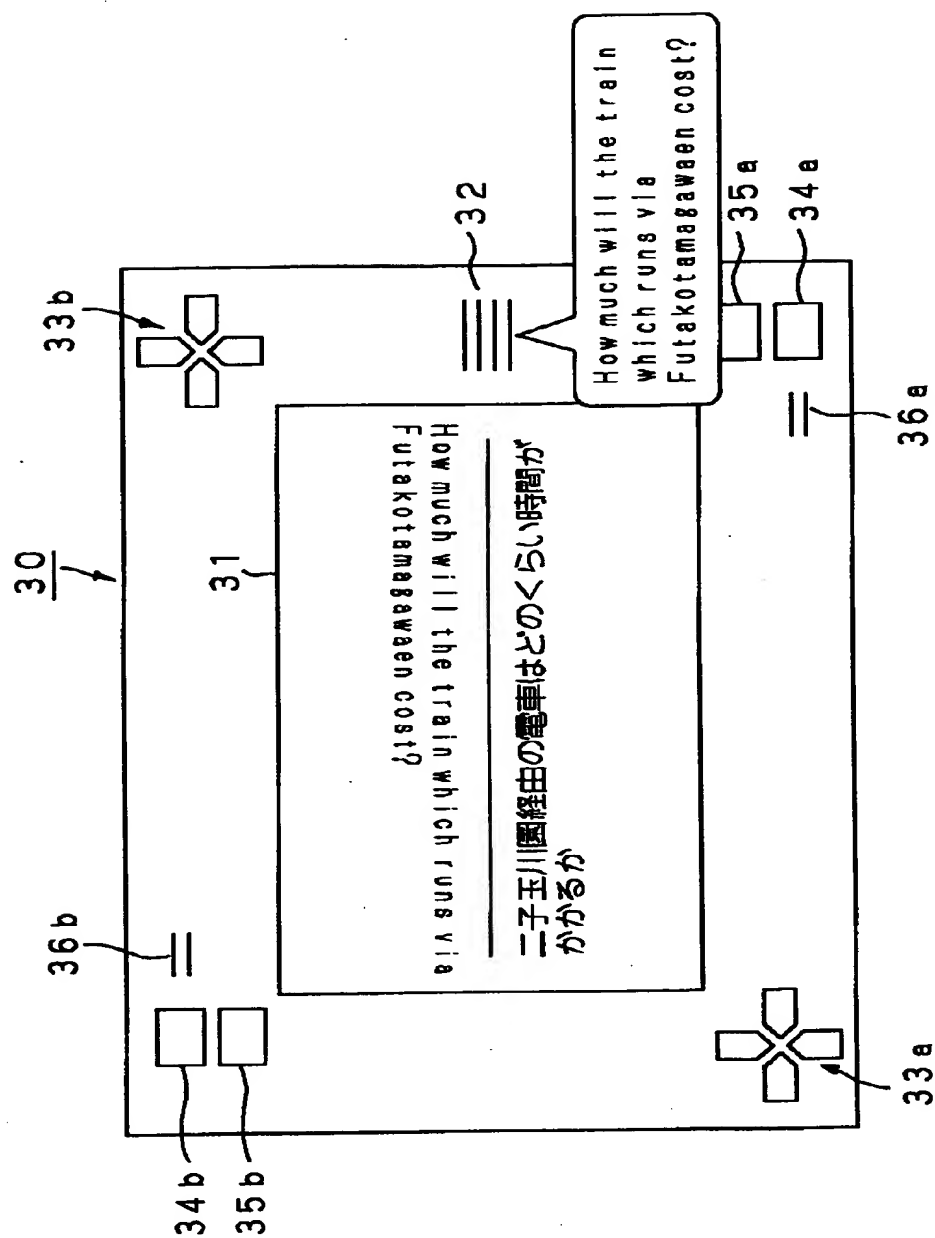 30
36b
33b
34b
31
35b
How much will the train which runs via
Futakotamagawaen cost?
二子玉川園経由の電車はどのくらい時間が
かかるか
32
How much will the train
which runs via
Futakotamagawaen cost?
35a
34a
33a
36a